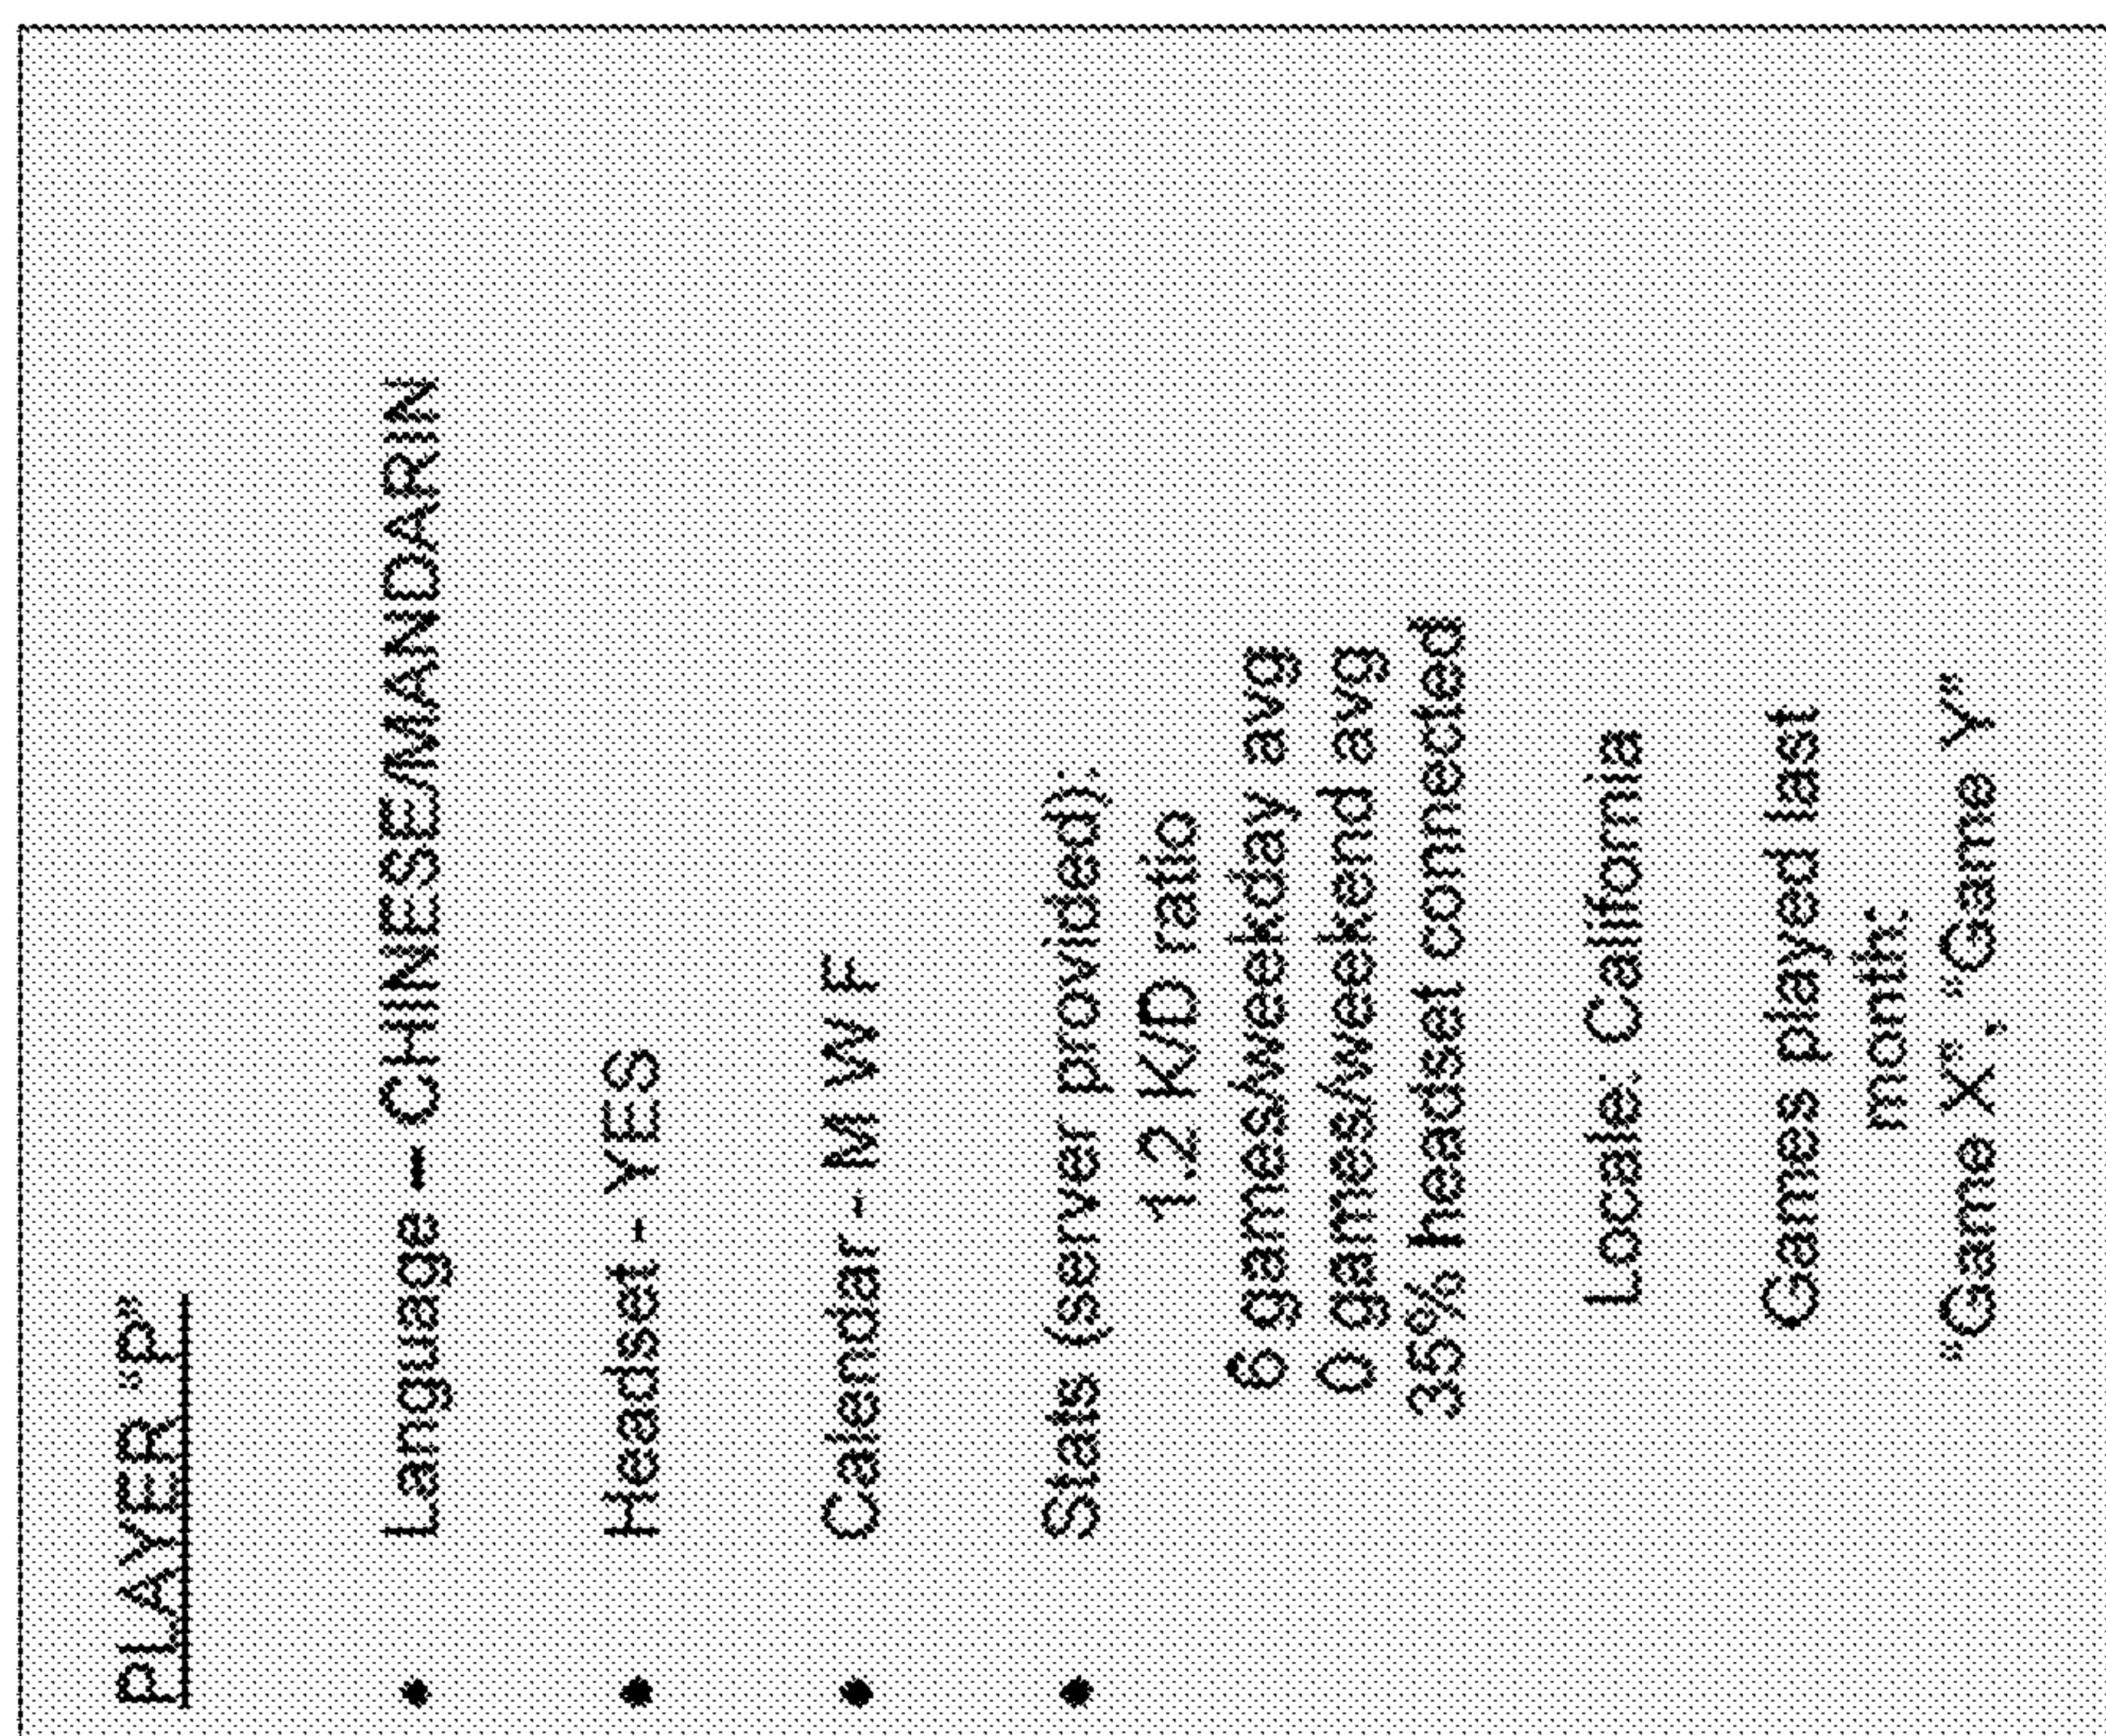 PLAYER "P"
• Language – CHINESE/MANDARIN
• Headset - YES
• Calendar - M W F
• Stats (server provided):
1.2 K/D ratio
6 games/weekday avg
0 games/weekend avg
35% headset connected
Locale: California
Games played last
month:
"Game X", "Game Y"